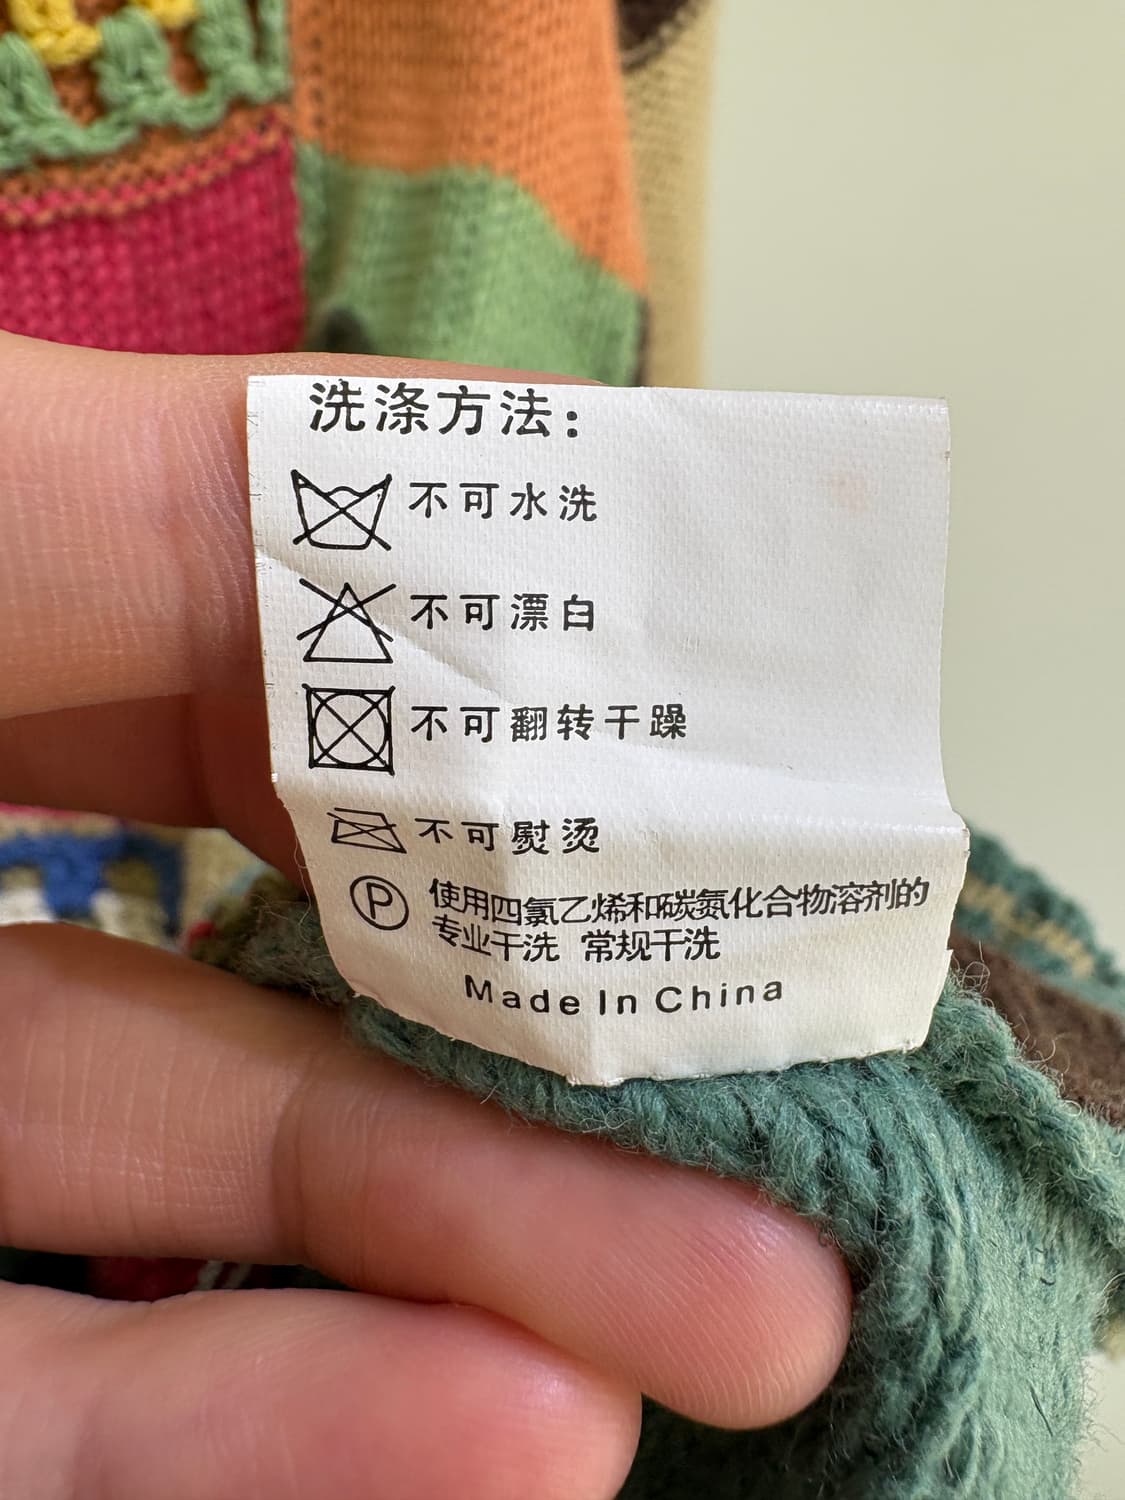 洗涤方法：
不可水洗
不可漂白
不可翻转干躁
不可熨烫
P 使用四氯乙烯和碳氮化合物溶剂的
专业干洗 常规干洗
Made In China